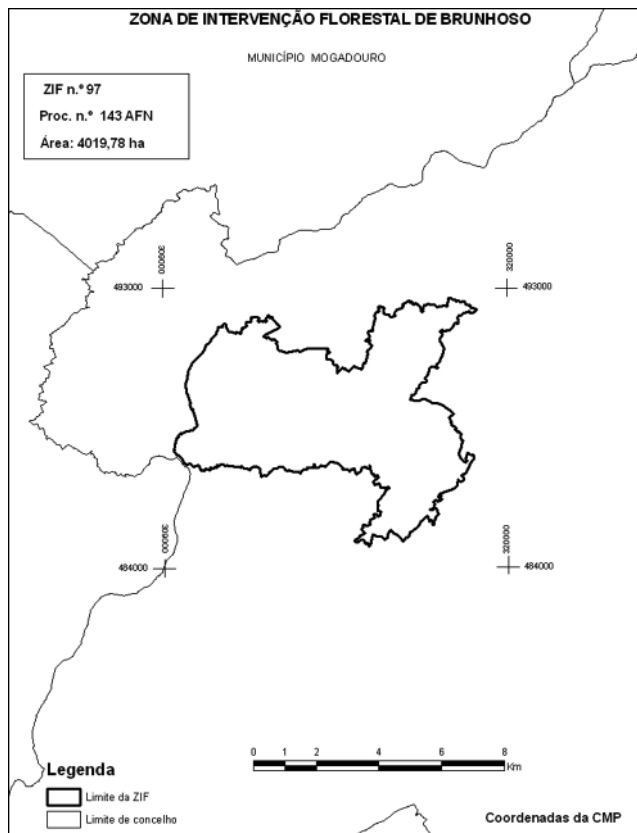 ZONA DE INTERVENÇÃO FLORESTAL DE BRUNHOSO
MUNICÍPIO MOGADOURO
ZIF n.º 97
Proc. n.º 143 AFN
Área: 4019,78 ha
309000
320000
493000
493000
309000
320000
484000
484000
0 1 2 4 6 8
Km
Legenda
Limite da ZIF
Limite de concelho
Coordenadas da CMP